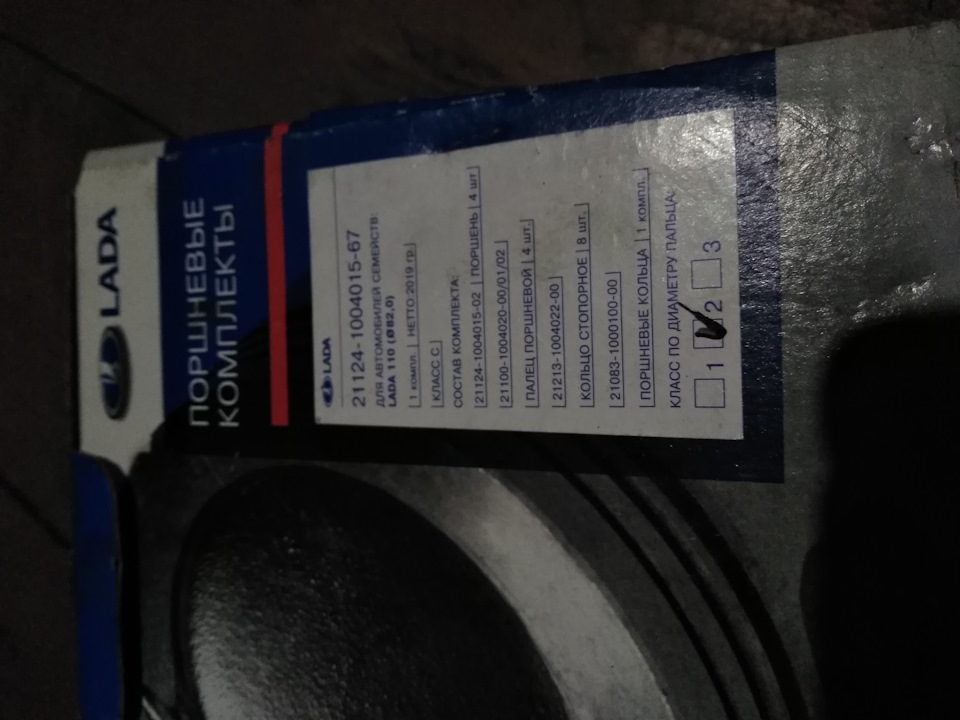 LADA
ПОРШНЕВЫЕ
КОМПЛЕКТЫ
LADA
21124-1004015-67
ДЛЯ АВТОМОБИЛЕЙ СЕМЕЙСТВ:
LADA 110 (Ø82,0)
1 компл. НЕТТО:2019 гр.
КЛАСС С
СОСТАВ КОМПЛЕКТА:
21124-1004015-02 ПОРШЕНЬ 4 шт
21100-1004020-00/01/02
ПАЛЕЦ ПОРШНЕВОЙ 4 шт.
21213-1004022-00
КОЛЬЦО СТОПОРНОЕ 8 шт.
21083-1000100-00
ПОРШНЕВЫЕ КОЛЬЦА 1 компл.
КЛАСС ПО ДИАМЕТРУ ПАЛЬЦА:
1 2 3